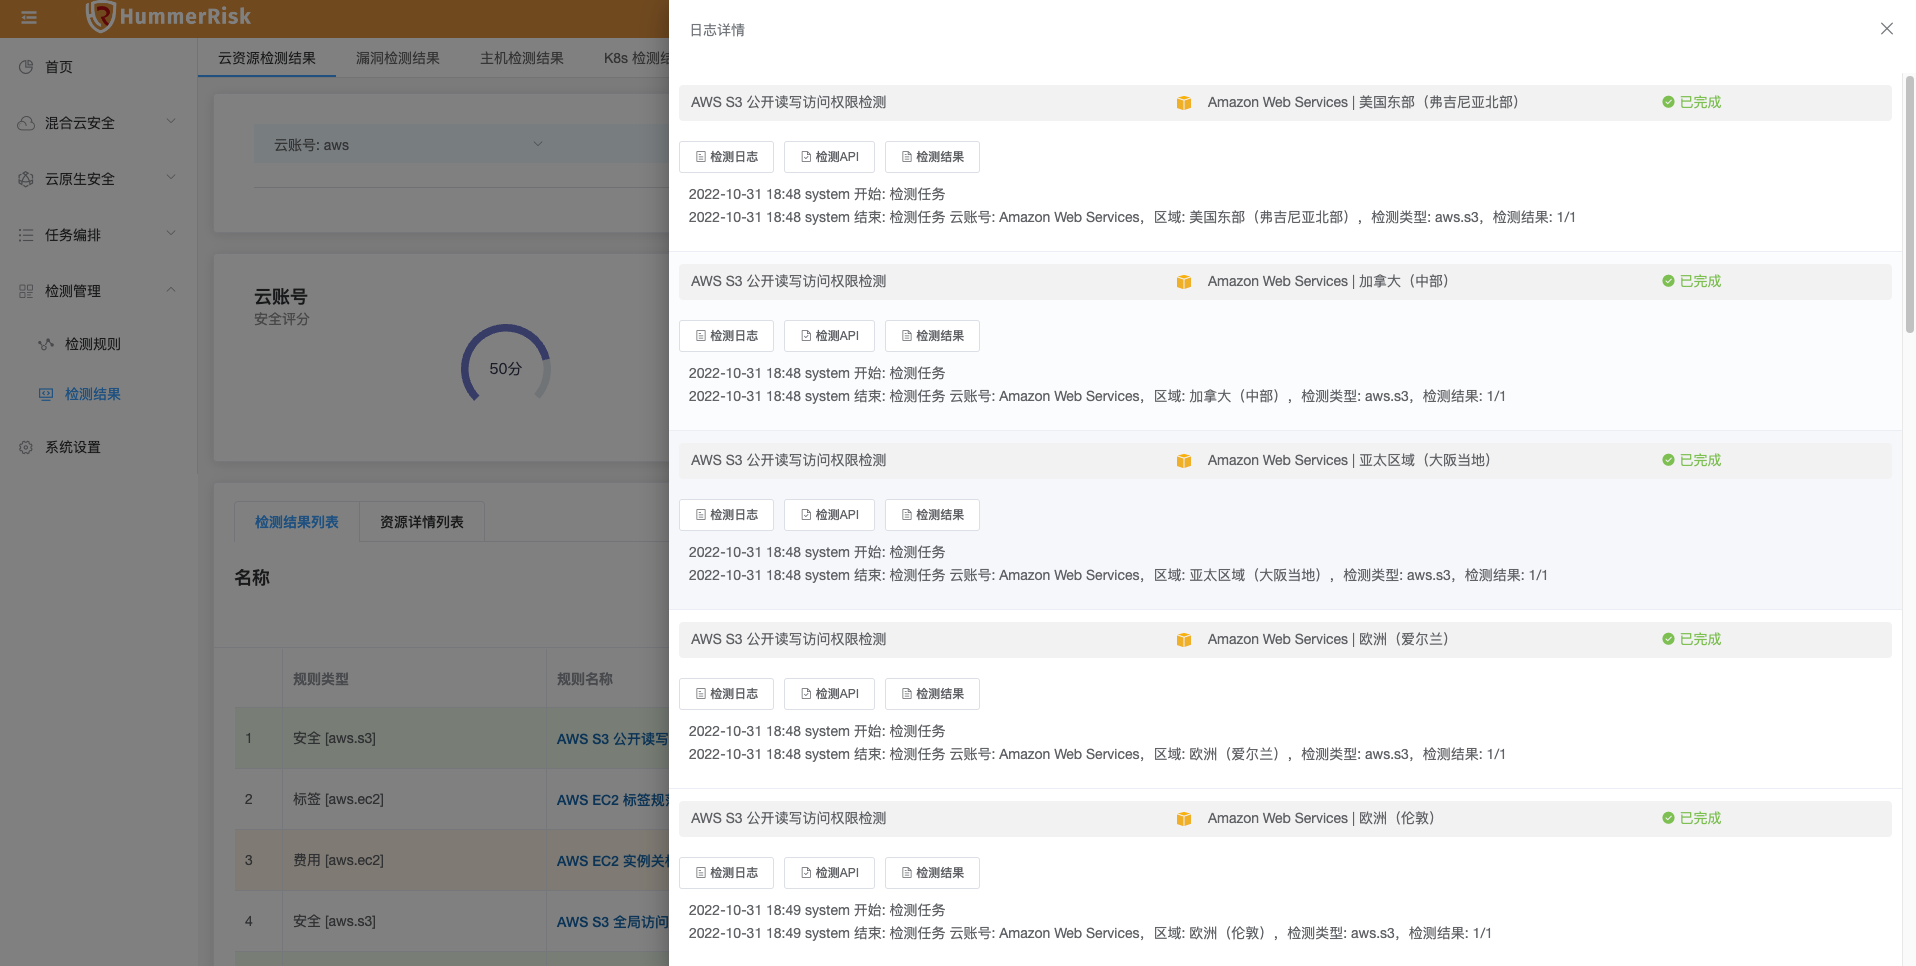 HummerRisk
首页
混合云安全
云原生安全
任务编排
检测管理
检测规则
检测结果
系统设置
云资源检测结果
漏洞检测结果
主机检测结果
K8s 检测结
云账号: aws
云账号
安全评分
50分
检测结果列表
资源详情列表
名称
规则类型
规则名称
1
安全 [aws.s3]
AWS S3 公开读写
2
标签 [aws.ec2]
AWS EC2 标签规范
3
费用 [aws.ec2]
AWS EC2 实例关机
4
安全 [aws.s3]
AWS S3 全局访问
日志详情
AWS S3 公开读写访问权限检测
Amazon Web Services | 美国东部（弗吉尼亚北部）
已完成
检测日志
检测API
检测结果
2022-10-31 18:48 system 开始: 检测任务
2022-10-31 18:48 system 结束: 检测任务 云账号: Amazon Web Services，区域: 美国东部（弗吉尼亚北部），检测类型: aws.s3，检测结果: 1/1
AWS S3 公开读写访问权限检测
Amazon Web Services | 加拿大（中部）
已完成
检测日志
检测API
检测结果
2022-10-31 18:48 system 开始: 检测任务
2022-10-31 18:48 system 结束: 检测任务 云账号: Amazon Web Services，区域: 加拿大（中部），检测类型: aws.s3，检测结果: 1/1
AWS S3 公开读写访问权限检测
Amazon Web Services | 亚太区域（大阪当地）
已完成
检测日志
检测API
检测结果
2022-10-31 18:48 system 开始: 检测任务
2022-10-31 18:48 system 结束: 检测任务 云账号: Amazon Web Services，区域: 亚太区域（大阪当地），检测类型: aws.s3，检测结果: 1/1
AWS S3 公开读写访问权限检测
Amazon Web Services | 欧洲（爱尔兰）
已完成
检测日志
检测API
检测结果
2022-10-31 18:48 system 开始: 检测任务
2022-10-31 18:48 system 结束: 检测任务 云账号: Amazon Web Services，区域: 欧洲（爱尔兰），检测类型: aws.s3，检测结果: 1/1
AWS S3 公开读写访问权限检测
Amazon Web Services | 欧洲（伦敦）
已完成
检测日志
检测API
检测结果
2022-10-31 18:49 system 开始: 检测任务
2022-10-31 18:49 system 结束: 检测任务 云账号: Amazon Web Services，区域: 欧洲（伦敦），检测类型: aws.s3，检测结果: 1/1